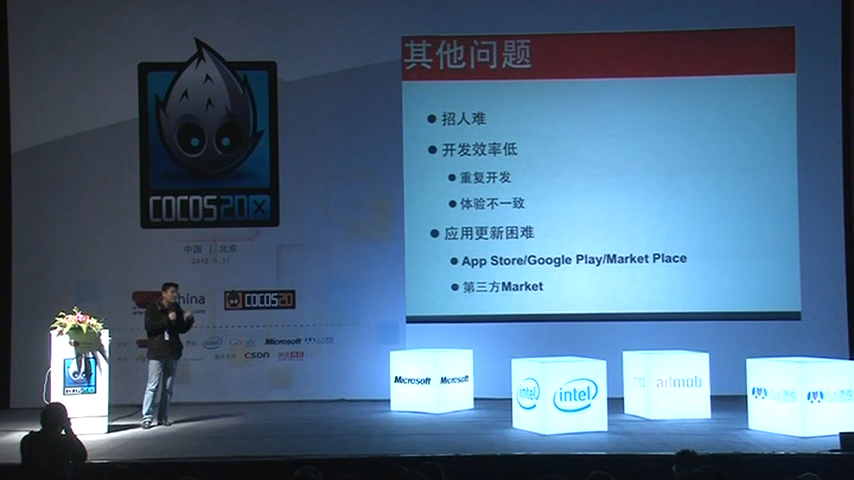 其他问题
招人难
开发效率低
重复开发
体验不一致
应用更新困难
App Store/Google Play/Market Place
第三方Market
COCOS2D X
中国 | 北京
China
COCOS2D
Microsoft
CSDN
intel
Microsoft
Microsoft
intel
intel
admob